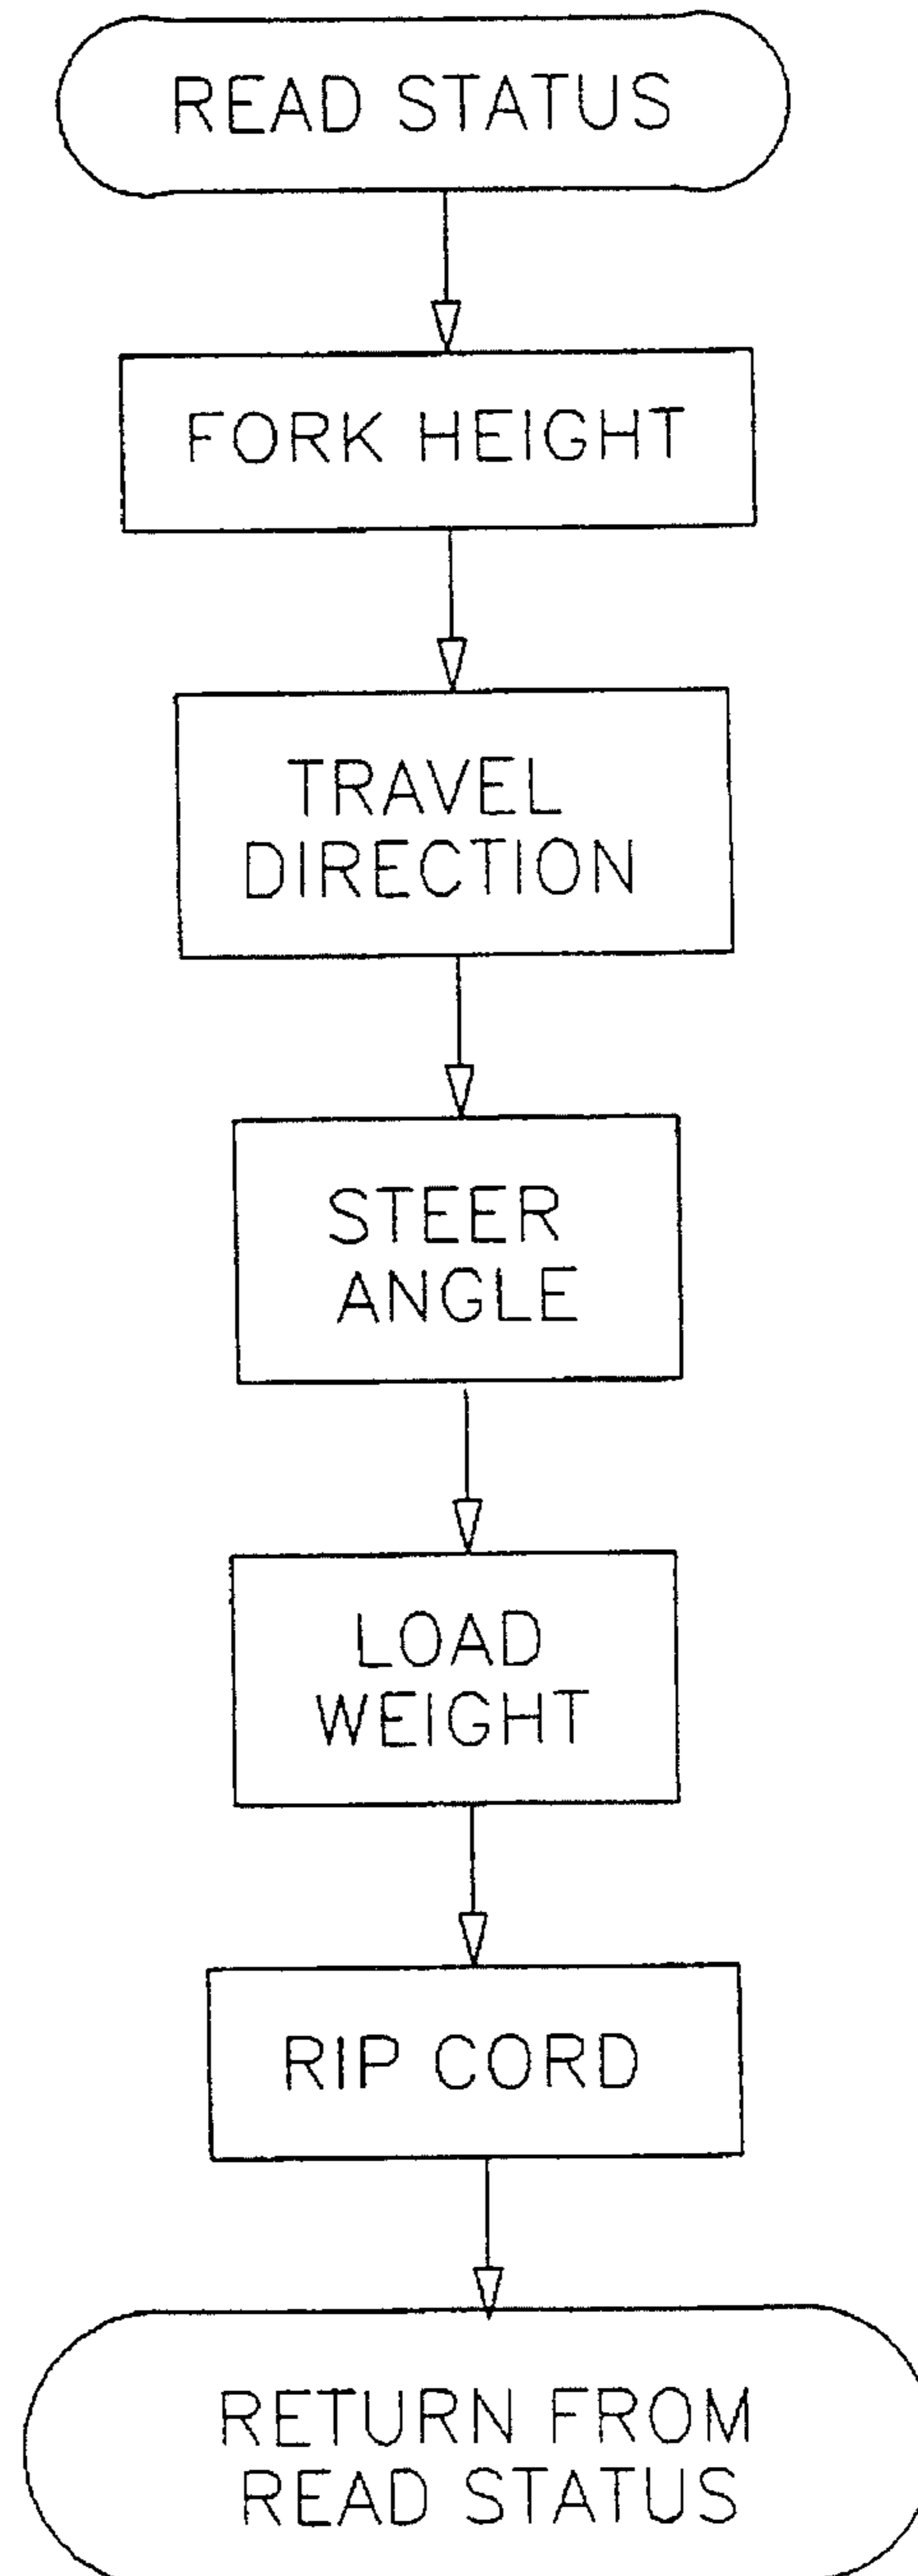 READ STATUS
FORK HEIGHT
TRAVEL
DIRECTION
STEER
ANGLE
LOAD
WEIGHT
RIP CORD
RETURN FROM
READ STATUS